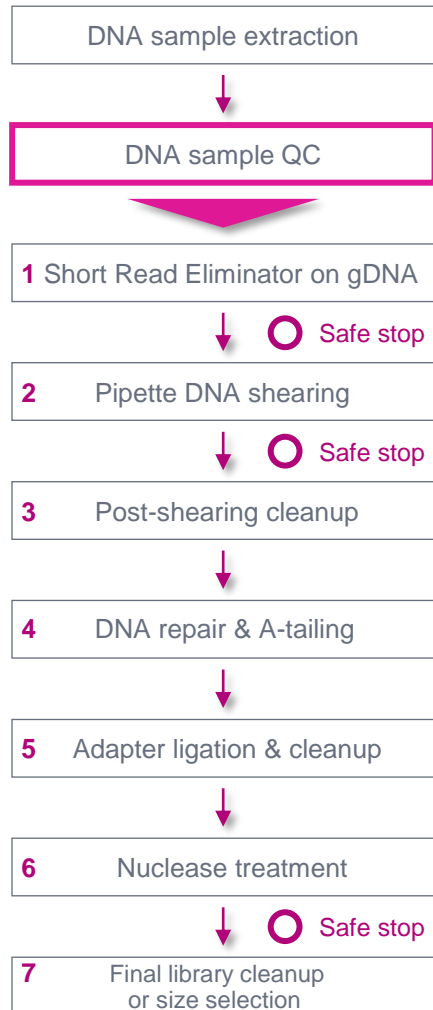 DNA sample extraction
DNA sample QC
1 Short Read Eliminator on gDNA
Safe stop
2 Pipette DNA shearing
Safe stop
3 Post-shearing cleanup
4 DNA repair & A-tailing
5 Adapter ligation & cleanup
6 Nuclease treatment
Safe stop
7 Final library cleanup
or size selection